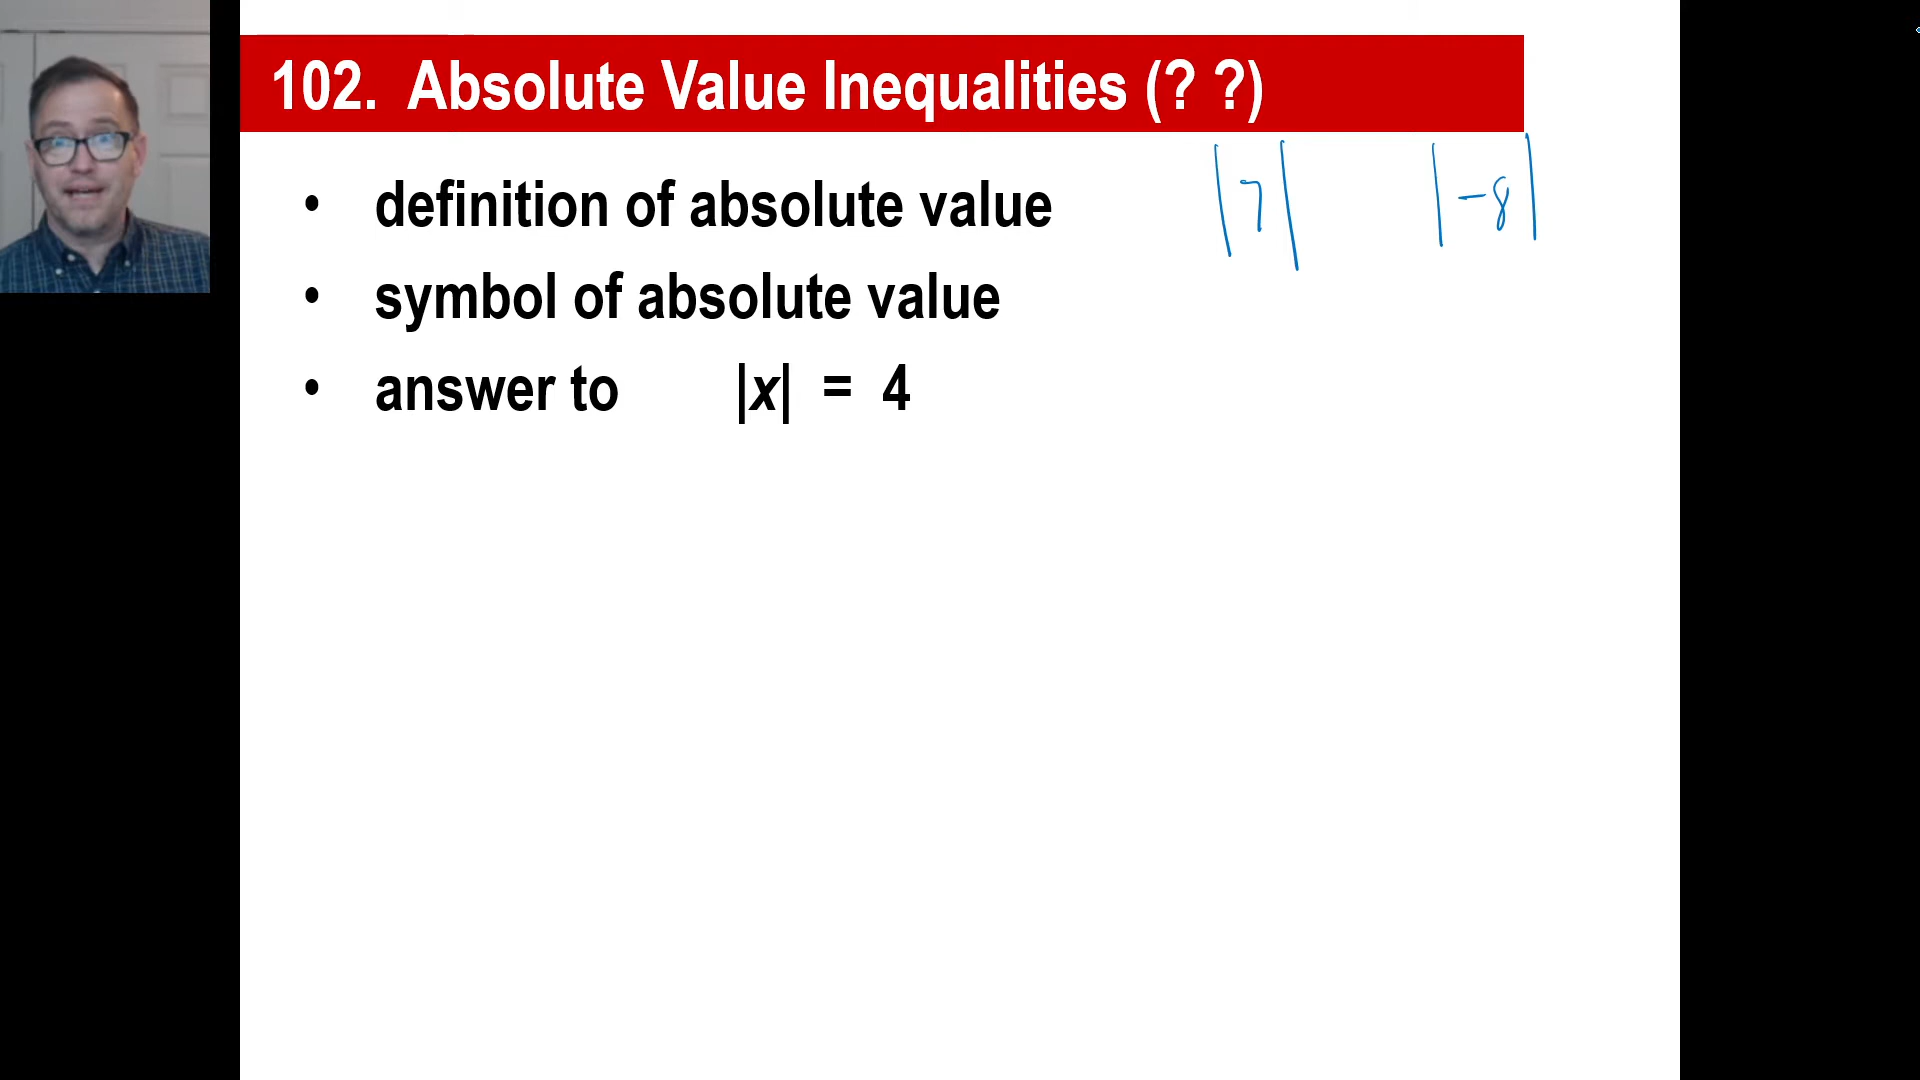 102. Absolute Value Inequalities (? ?)
• definition of absolute value |7| |-8|
• symbol of absolute value
• answer to |x| = 4